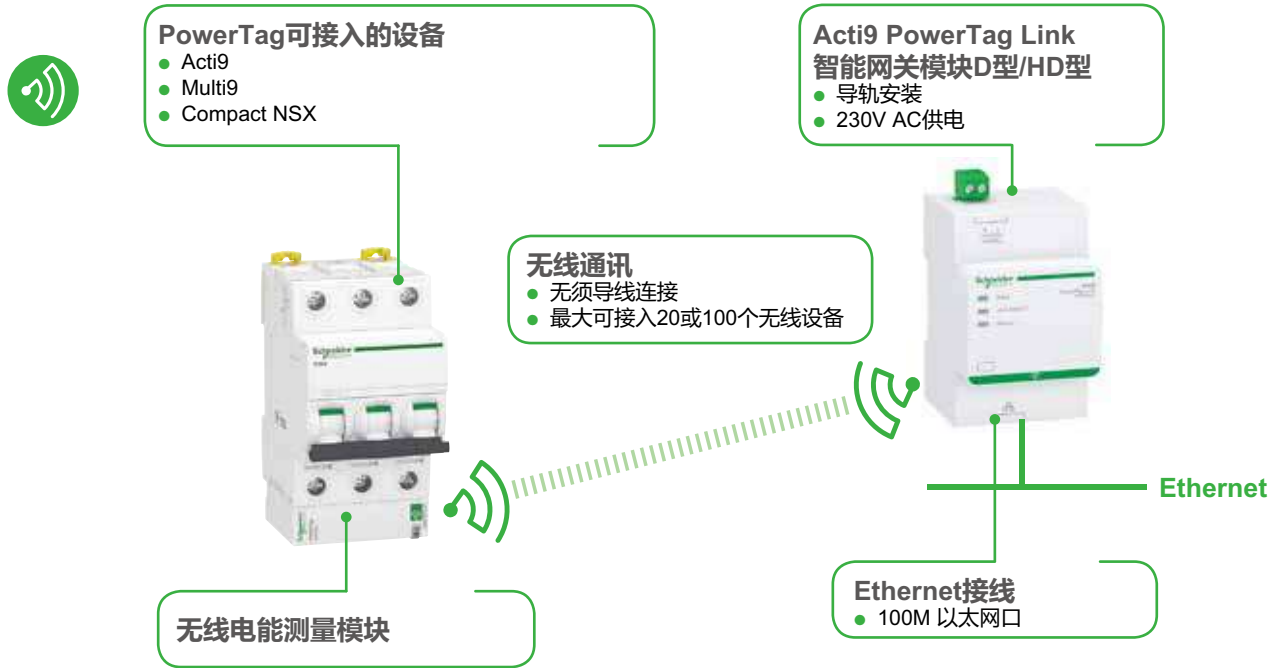 PowerTag可接入的设备
Acti9
Multi9
Compact NSX
Acti9 PowerTag Link
智能网关模块D型/HD型
导轨安装
230V AC供电
无线通讯
无须导线连接
最大可接入20或100个无线设备
Schneider
Schneider
Ethernet
无线电能测量模块
Ethernet接线
100M 以太网口